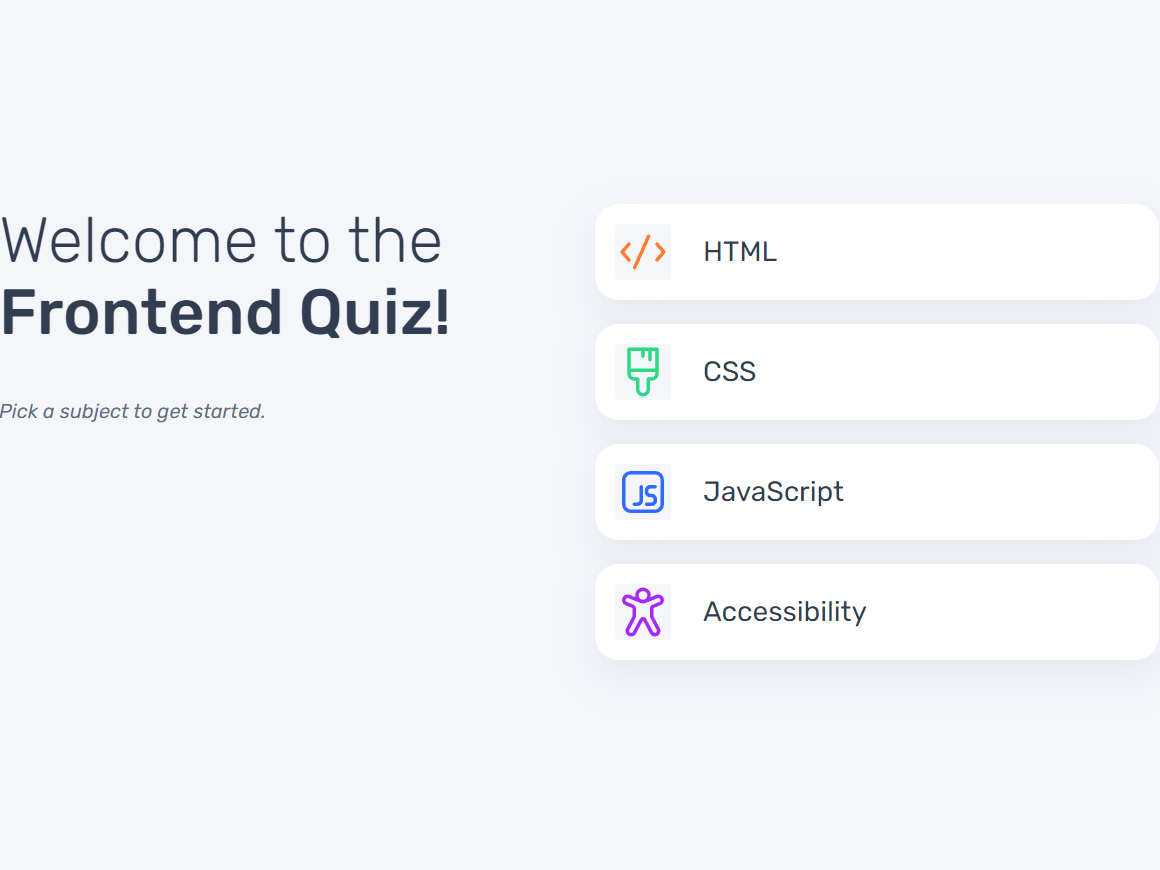 Welcome to the
Frontend Quiz!
Pick a subject to get started.
HTML
CSS
JS
JavaScript
Accessibility